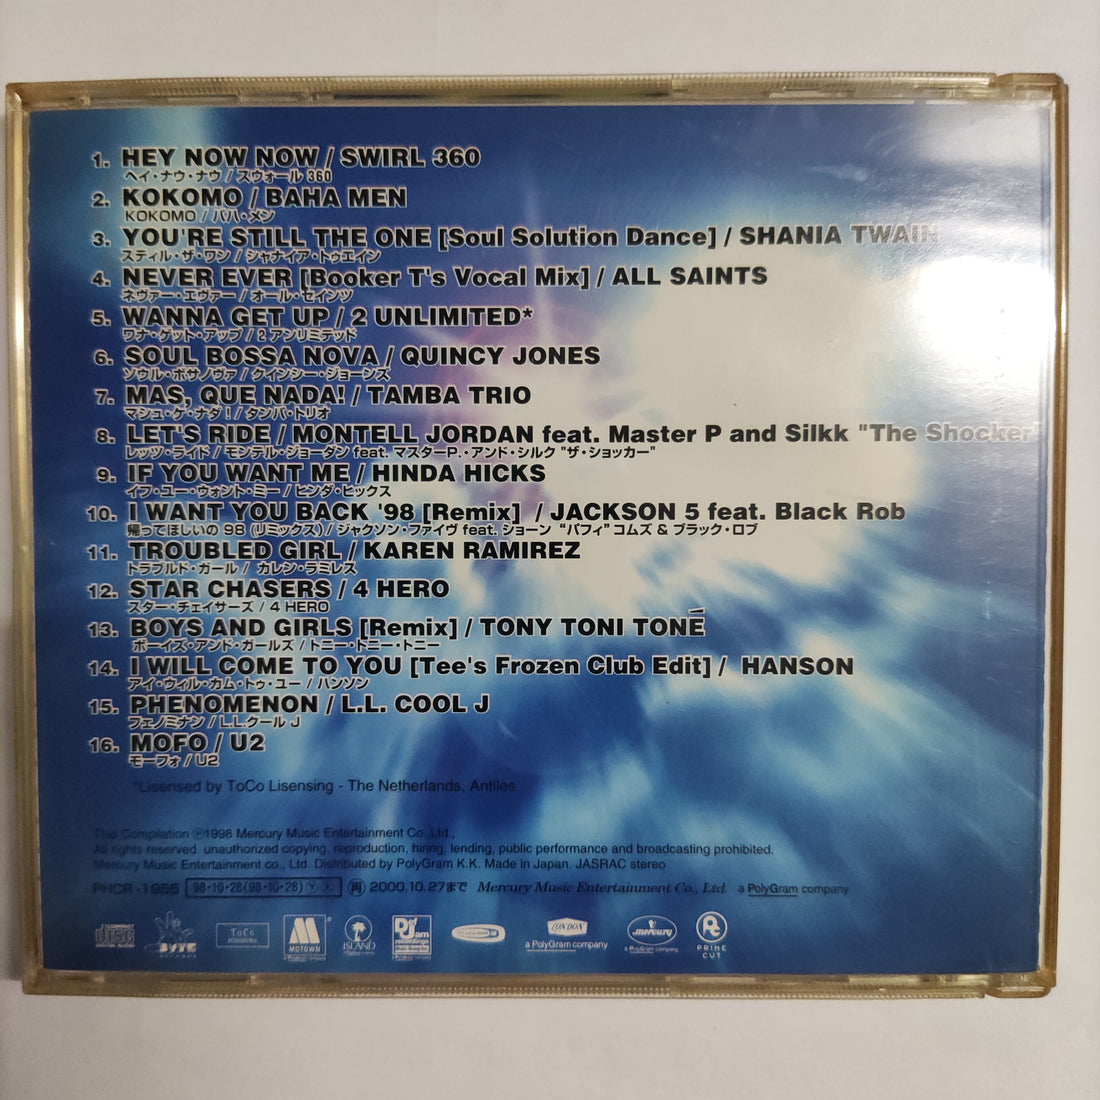 1. HEY NOW NOW / SWIRL 360
ヘイ・ナウ・ナウ / スウォール 360
2. KOKOMO / BAHA MEN
KOKOMO / バハ・メン
3. YOU'RE STILL THE ONE [Soul Solution Dance] / SHANIA TWAIN
スティル・ザ・ワン / シャナイア・トゥエイン
4. NEVER EVER [Booker T's Vocal Mix] / ALL SAINTS
ネヴァー・エヴァー / オール・セインツ
5. WANNA GET UP / 2 UNLIMITED*
ワナ・ゲット・アップ / 2 アンリミテッド
6. SOUL BOSSA NOVA / QUINCY JONES
ソウル・ボサノヴァ / クインシー・ジョーンズ
7. MAS, QUE NADA! / TAMBA TRIO
マシュ・ケ・ナダ! / タンバ・トリオ
8. LET'S RIDE / MONTELL JORDAN feat. Master P and Silkk "The Shocker"
レッツ・ライド / モンテル・ジョーダン feat. マスターP.・アンド・シルク "ザ・ショッカー"
9. IF YOU WANT ME / HINDA HICKS
イフ・ユー・ウォント・ミー / ヒンダ・ヒックス
10. I WANT YOU BACK '98 [Remix] / JACKSON 5 feat. Black Rob
帰ってほしいの 98 (リミックス) / ジャクソン・ファイヴ feat. ショーン “パフィ” コムズ & ブラック・ロブ
11. TROUBLED GIRL / KAREN RAMIREZ
トラブルド・ガール / カレン・ラミレス
12. STAR CHASERS / 4 HERO
スター・チェイサーズ / 4 HERO
13. BOYS AND GIRLS [Remix] / TONY TONI TONÉ
ボーイズ・アンド・ガールズ / トニー・トニー・トニー
14. I WILL COME TO YOU [Tee's Frozen Club Edit] / HANSON
アイ・ウィル・カム・トゥ・ユー / ハンソン
15. PHENOMENON / L.L. COOL J
フェノミナン / L.L.クール J
16. MOFO / U2
モーフォ / U2
*Lisensed by ToCo Lisensing - The Netherlands, Antiles
This Compilation ℗1998 Mercury Music Entertainment Co.,Ltd.,
All rights reserved. unauthorized copying. reproduction, hiring, lending, public performance and broadcasting prohibited.
Mercury Music Entertainment co., Ltd. Distributed by PolyGram K.K. Made in Japan. JASRAC stereo
PHCR-1955 98・10・28(98・10・28) Y X 再 2000.10.27まで Mercury Music Entertainment Co., Ltd. a PolyGram company
disc BYTE RECORDS ToCo MOTOWN ISLAND Def Jam recordings LONDON a PolyGram company mercury a PolyGram company PRIME CUT